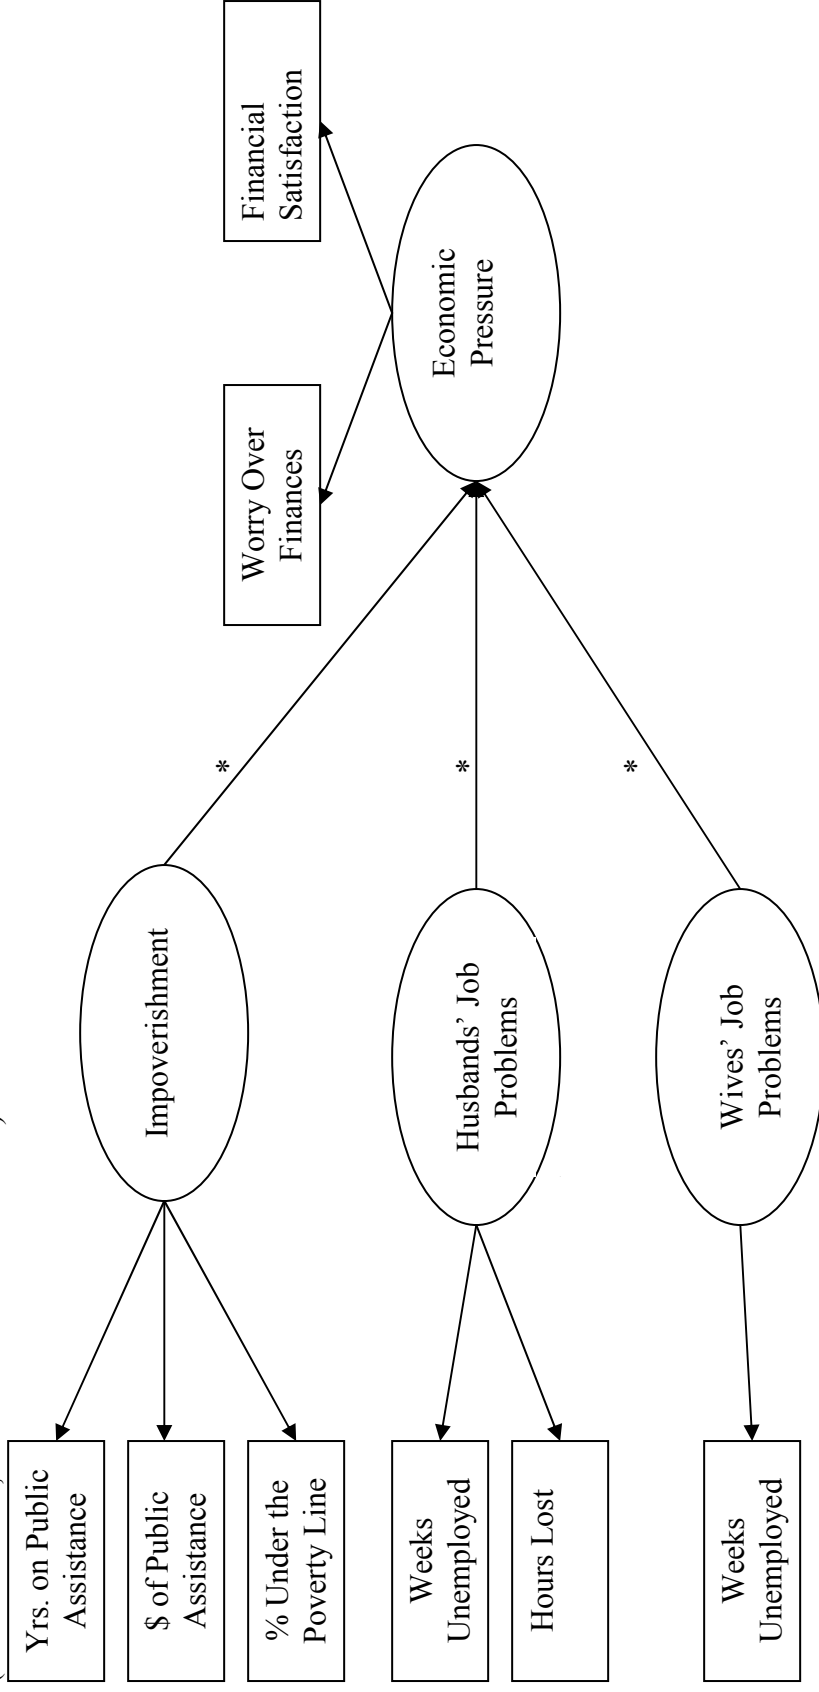 Yrs. on Public
Assistance
$ of Public
Assistance
% Under the
Poverty Line
Weeks
Unemployed
Hours Lost
Weeks
Unemployed
Impoverishment
Husbands’ Job
Problems
Wives’ Job
Problems
*
*
*
Worry Over
Finances
Financial
Satisfaction
Economic
Pressure